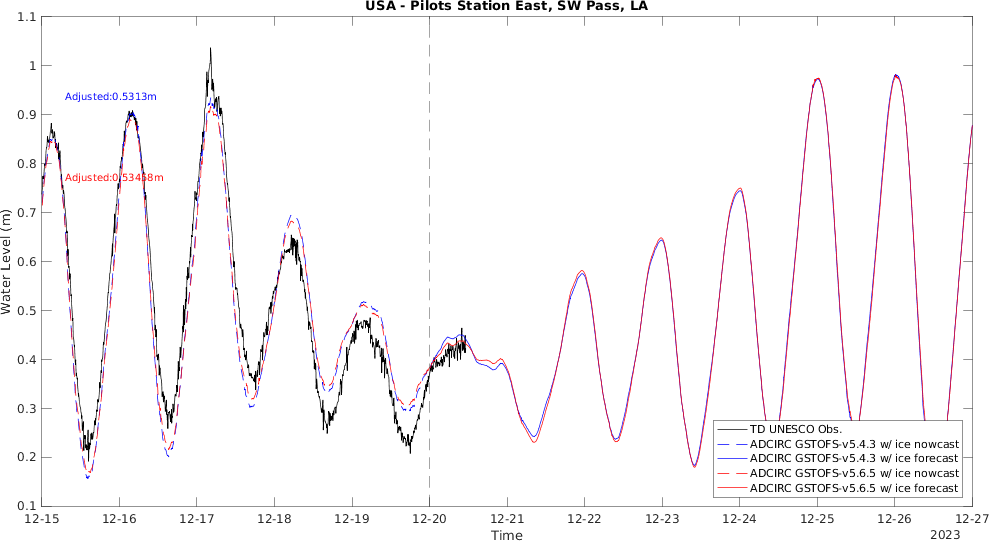 USA - Pilots Station East, SW Pass, LA
1.1
1
0.9
0.8
0.7
0.6
0.5
0.4
0.3
0.2
0.1
Water Level (m)
Adjusted:0.5313m
Adjusted:0.53458m
TD UNESCO Obs.
ADCIRC GSTOFS-v5.4.3 w/ ice nowcast
ADCIRC GSTOFS-v5.4.3 w/ ice forecast
ADCIRC GSTOFS-v5.6.5 w/ ice nowcast
ADCIRC GSTOFS-v5.6.5 w/ ice forecast
12-15 12-16 12-17 12-18 12-19 12-20 12-21 12-22 12-23 12-24 12-25 12-26 12-27
Time
2023